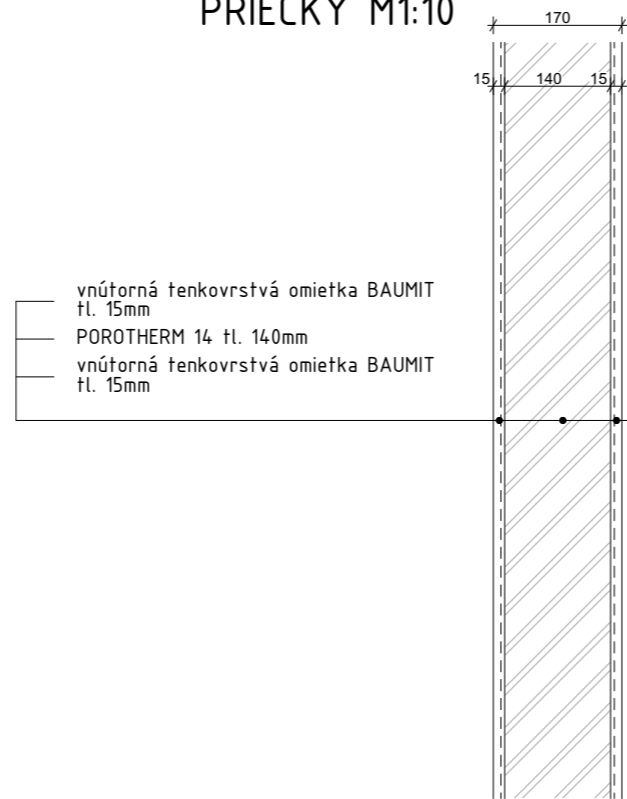 PRIEČKY M1:10
170
15 140 15
vnútorná tenkovrstvá omietka BAUMIT
tl. 15mm
POROTHERM 14 tl. 140mm
vnútorná tenkovrstvá omietka BAUMIT
tl. 15mm